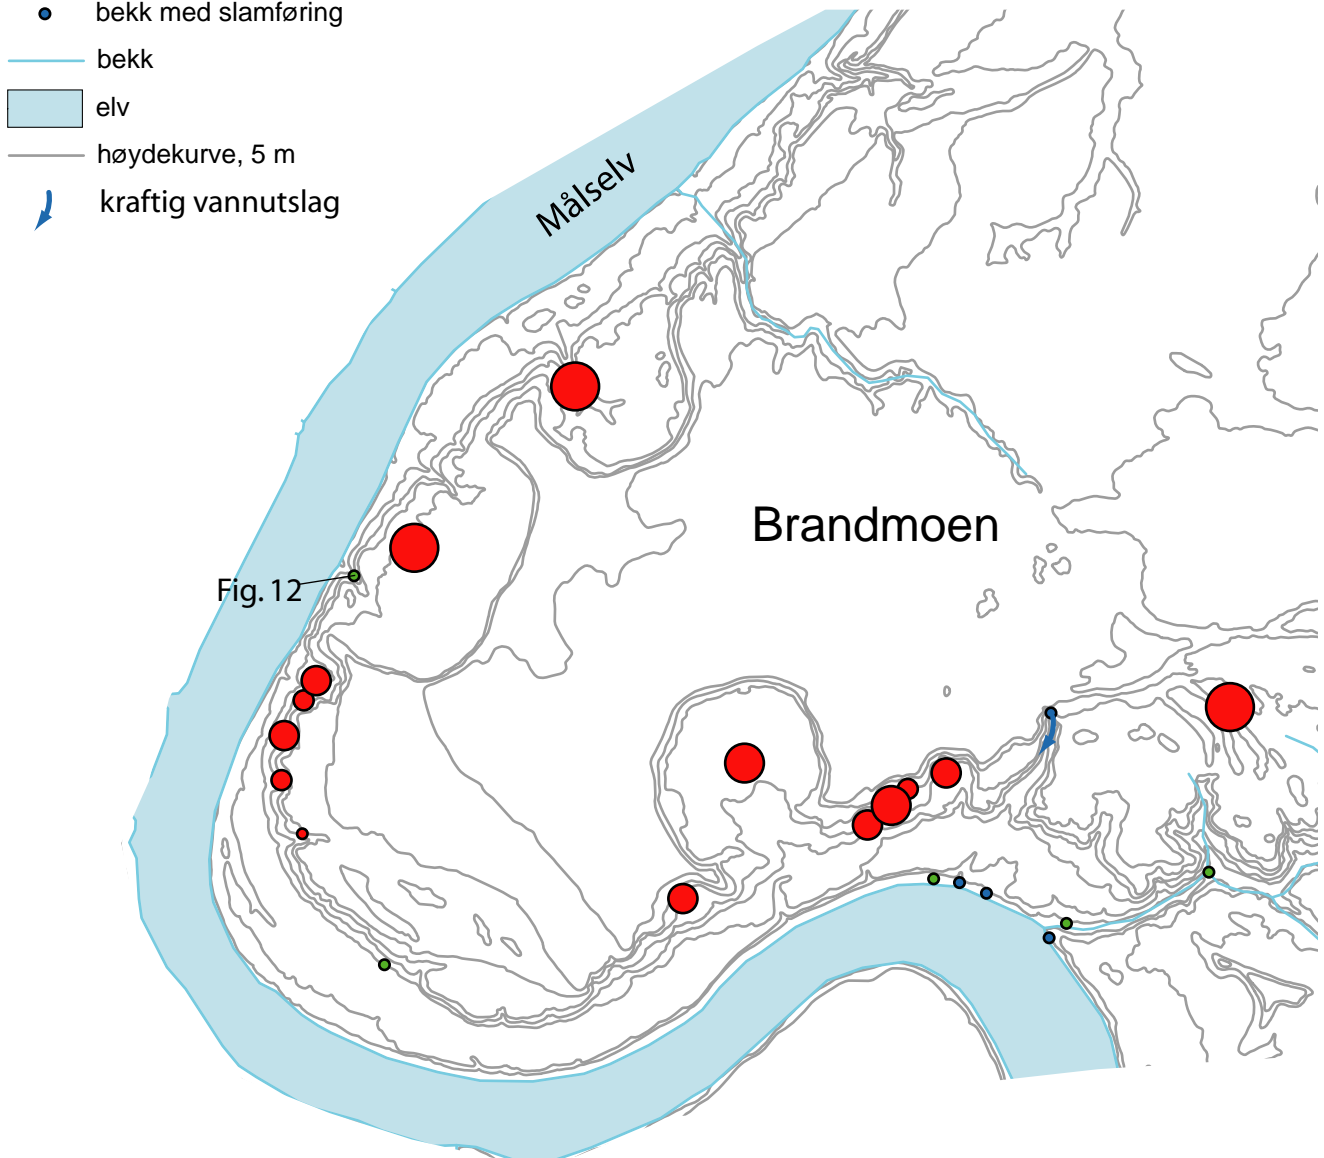 bekk med slamføring
bekk
elv
høydekurve, 5 m
kraftig vannutslag
Målselv
Brandmoen
Fig. 12